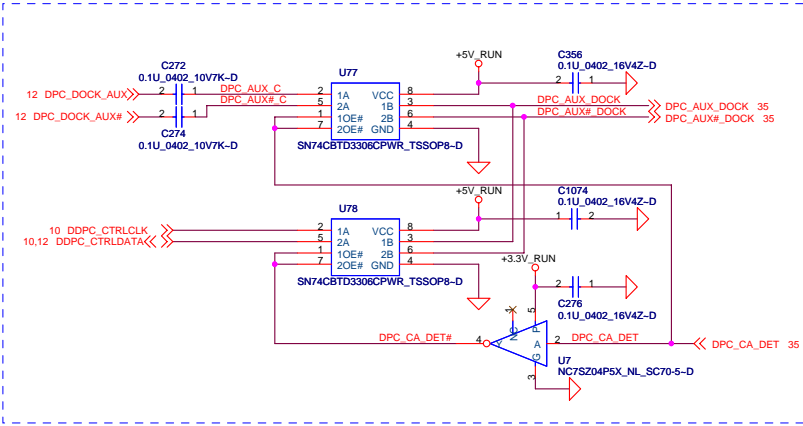 C272
0.1U_0402_10V7K~D
U77
+5V_RUN
C356
0.1U_0402_16V4Z~D
12 DPC_DOCK_AUX
2 1
DPC_AUX_C
2 1A VCC 8
2 1
12 DPC_DOCK_AUX#
2 1
DPC_AUX#_C
5 2A 1B 3
DPC_AUX_DOCK
DPC_AUX_DOCK 35
1 1OE# 2B 6
DPC_AUX#_DOCK
DPC_AUX#_DOCK 35
7 2OE# GND 4
C274
0.1U_0402_10V7K~D
SN74CBTD3306CPWR_TSSOP8~D
U78
+5V_RUN
C1074
0.1U_0402_16V4Z~D
10 DDPC_CTRLCLK
2 1A VCC 8
1 2
10,12 DDPC_CTRLDATA
5 2A 1B 3
1 1OE# 2B 6
7 2OE# GND 4
SN74CBTD3306CPWR_TSSOP8~D
+3.3V_RUN
2 1
C276
0.1U_0402_16V4Z~D
1 NC
5 P
DPC_CA_DET#
4 Y
A 2
DPC_CA_DET
DPC_CA_DET 35
G 3
U7
NC7SZ04P5X_NL_SC70-5~D